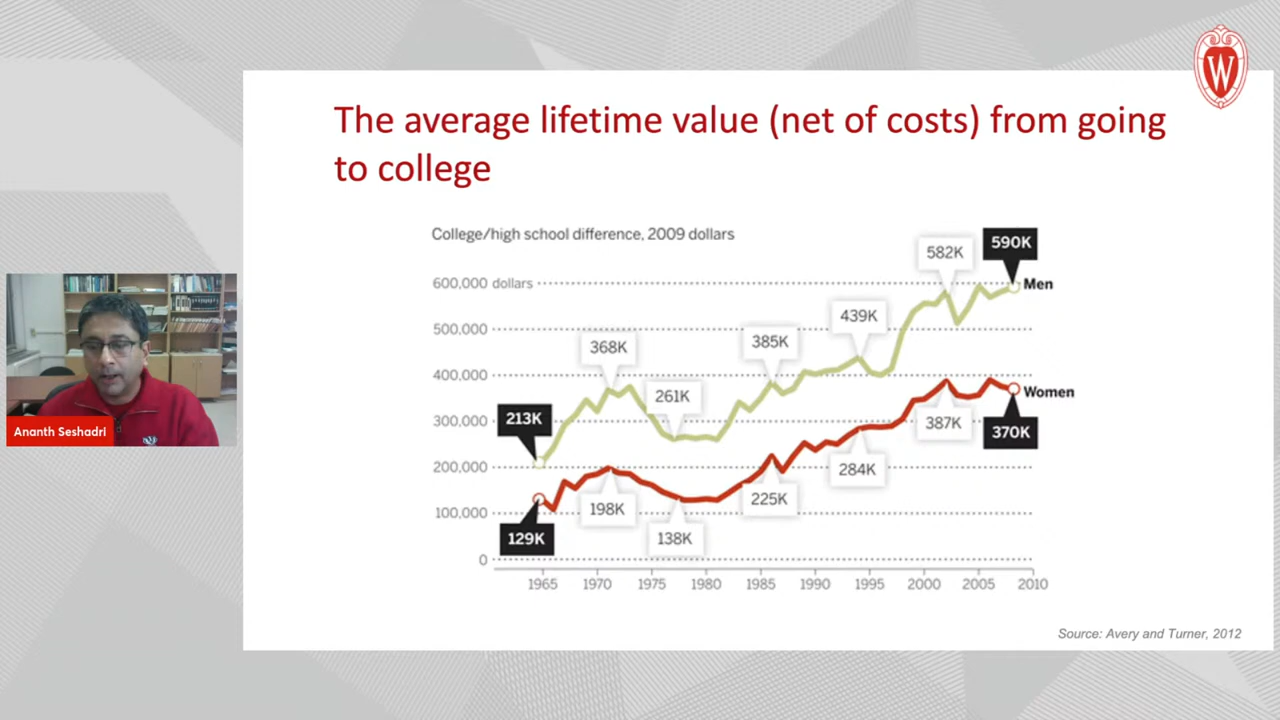 W
The average lifetime value (net of costs) from going
to college
College/high school difference, 2009 dollars
582K
590K
600,000 dollars
Men
500,000
439K
368K
385K
400,000
261K
Women
213K
300,000
387K
370K
200,000
284K
198K
225K
100,000
129K
138K
0
1965 1970 1975 1980 1985 1990 1995 2000 2005 2010
Source: Avery and Turner, 2012
Ananth Seshadri